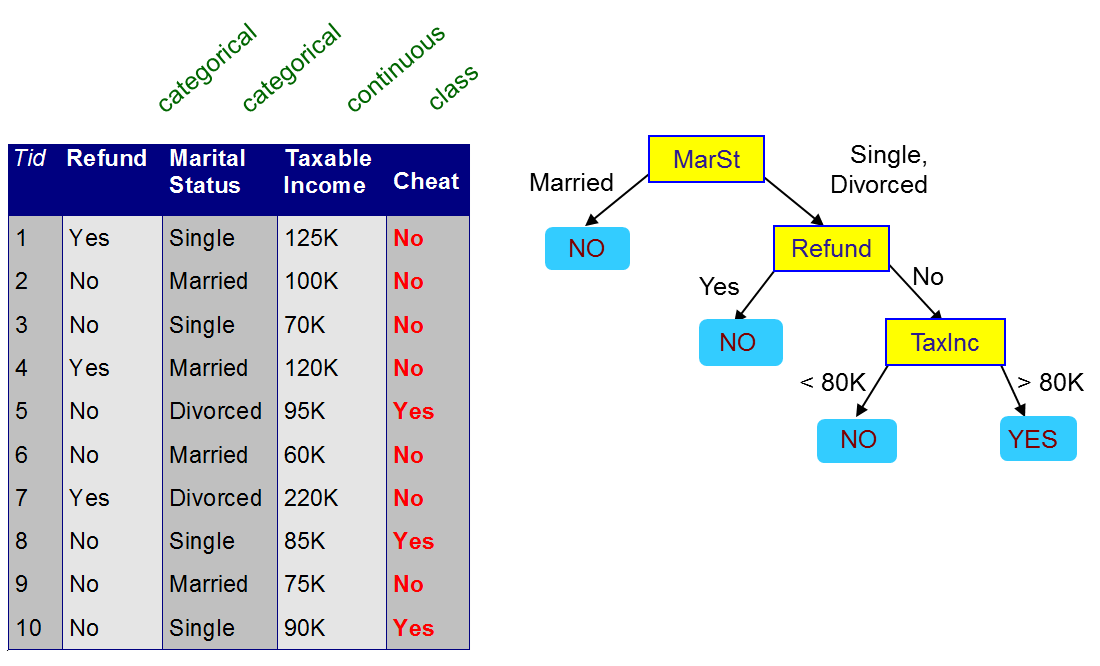 categorical
categorical
continuous
class
Tid Refund Marital Status Taxable Income Cheat
1 Yes Single 125K No
2 No Married 100K No
3 No Single 70K No
4 Yes Married 120K No
5 No Divorced 95K Yes
6 No Married 60K No
7 Yes Divorced 220K No
8 No Single 85K Yes
9 No Married 75K No
10 No Single 90K Yes
MarSt
Married
Single,
Divorced
NO
Refund
Yes
No
NO
TaxInc
< 80K
> 80K
NO
YES